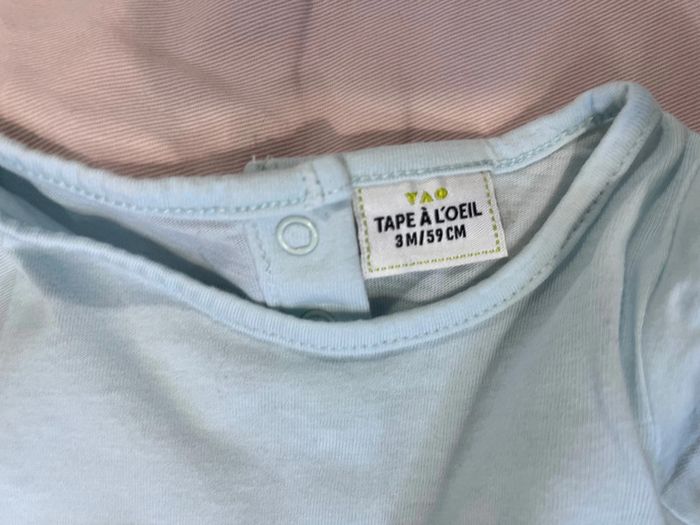 TAO
TAPE À L'OEIL
3 M/59 CM